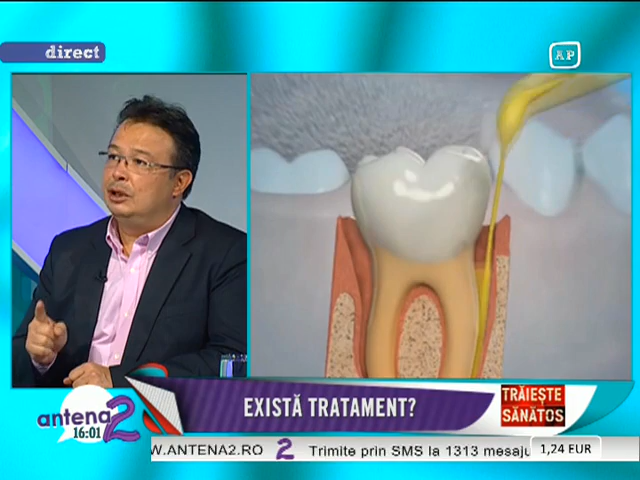 direct
AP
EXISTĂ TRATAMENT?
TRĂIEȘTE
SĂNĂTOS
antena 2
16:01
W.ANTENA2.RO 2 Trimite prin SMS la 1313 mesaju
1,24 EUR